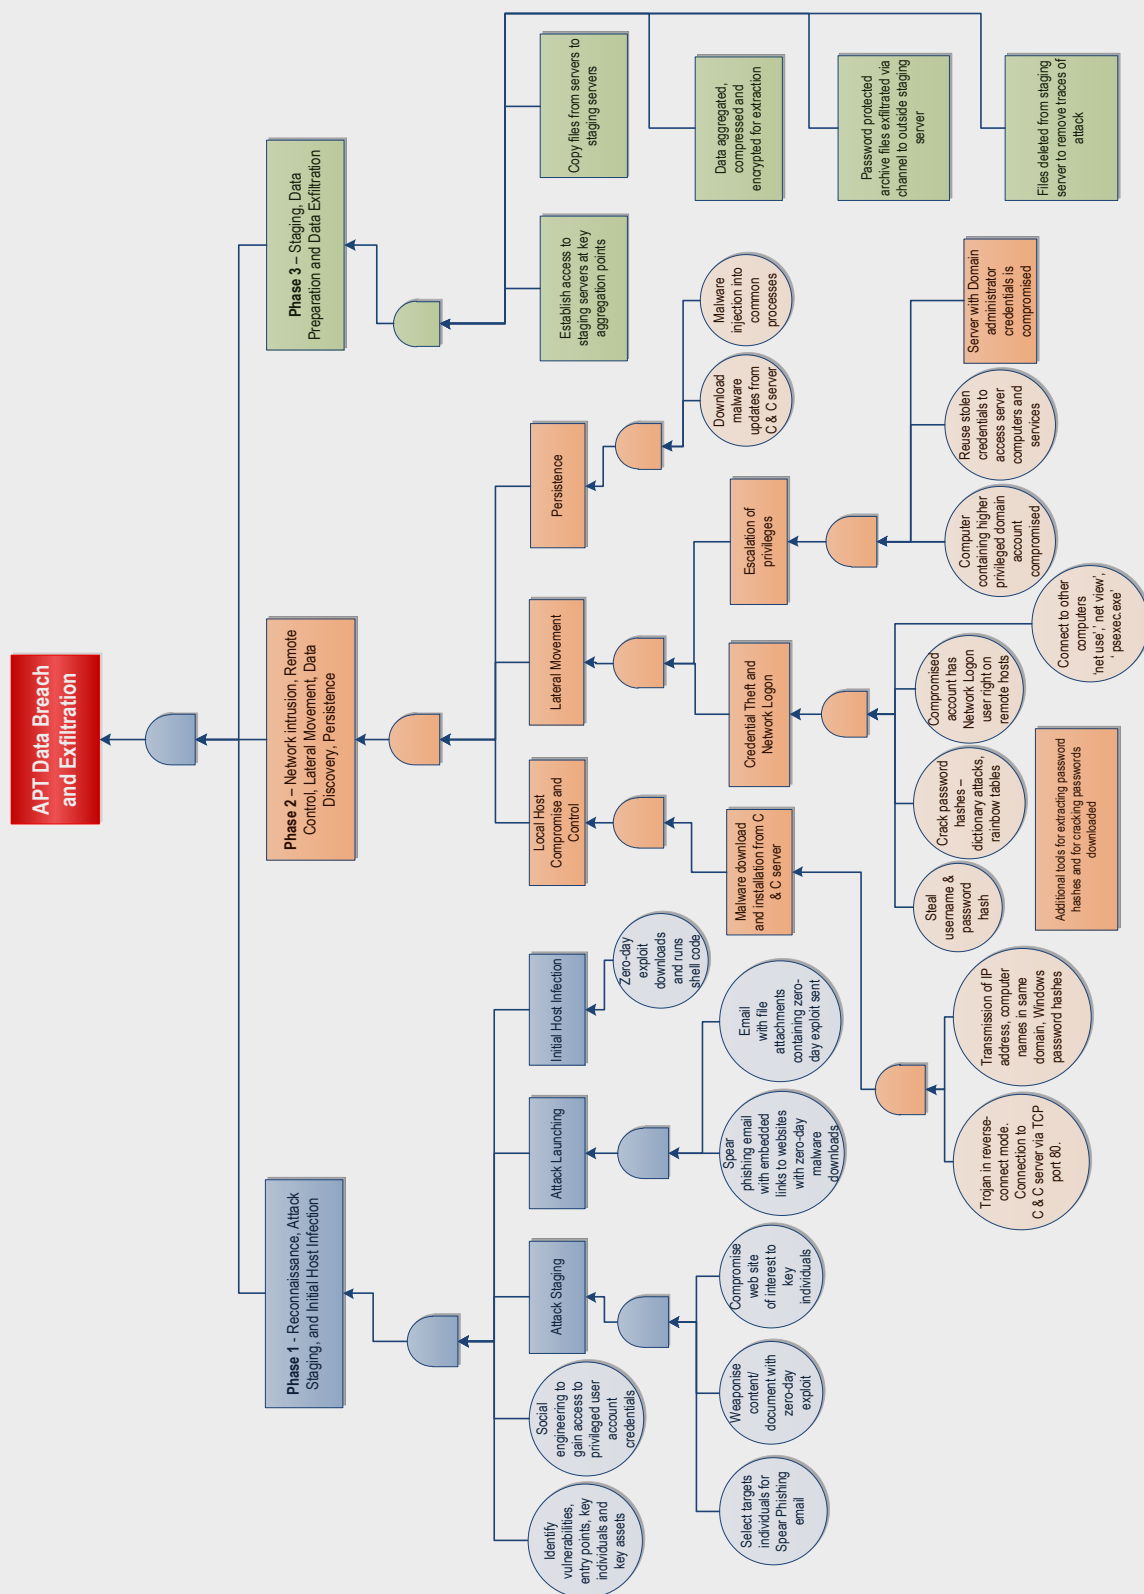 APT Data Breach
and Exfiltration
Phase 1 - Reconnaissance, Attack
Staging, and Initial Host Infection
Phase 2 – Network intrusion, Remote
Control, Lateral Movement, Data
Discovery, Persistence
Phase 3 – Staging, Data
Preparation and Data Exfiltration
Identify
vulnerabilities,
entry points, key
individuals and
key assets
Social
engineering to
gain access to
privileged user
account
credentials
Attack Staging
Attack Launching
Initial Host Infection
Local Host
Compromise and
Control
Lateral Movement
Persistence
Establish access to
staging servers at key
aggregation points
Copy files from servers to
staging servers
Zero-day
exploit
downloads
and runs
shell code
Select targets
individuals for
Spear Phishing
email
Weaponise
content/
document with
zero-day
exploit
Compromise
web site
of interest to
key
individuals
Spear
phishing email
with embedded
links to websites
with zero-day
malware
downloads
Email
with file
attachments
containing zero-
day exploit sent
Malware download
and installation from C
& C server
Credential Theft and
Network Logon
Escalation of
privileges
Download
malware
updates from
C & C server
Malware
injection into
common
processes
Data aggregated,
compressed and
encrypted for extraction
Password protected
archive files exfiltrated via
channel to outside staging
server
Trojan in reverse-
connect mode.
Connection to
C & C server via TCP
port 80.
Transmission of IP
address, computer
names in same
domain, Windows
password hashes
Steal
username &
password
hash
Crack password
hashes –
dictionary attacks,
rainbow tables
Compromised
account has
Network Logon
user right on
remote hosts
Connect to other
computers
‘net use’,’ net view’,
‘ psexec.exe’
Computer
containing higher
privileged domain
account
compromised
Reuse stolen
credentials to
access server
computers and
services
Server with Domain
administrator
credentials is
compromised
Files deleted from staging
server to remove traces of
attack
Additional tools for extracting password
hashes and for cracking passwords
downloaded